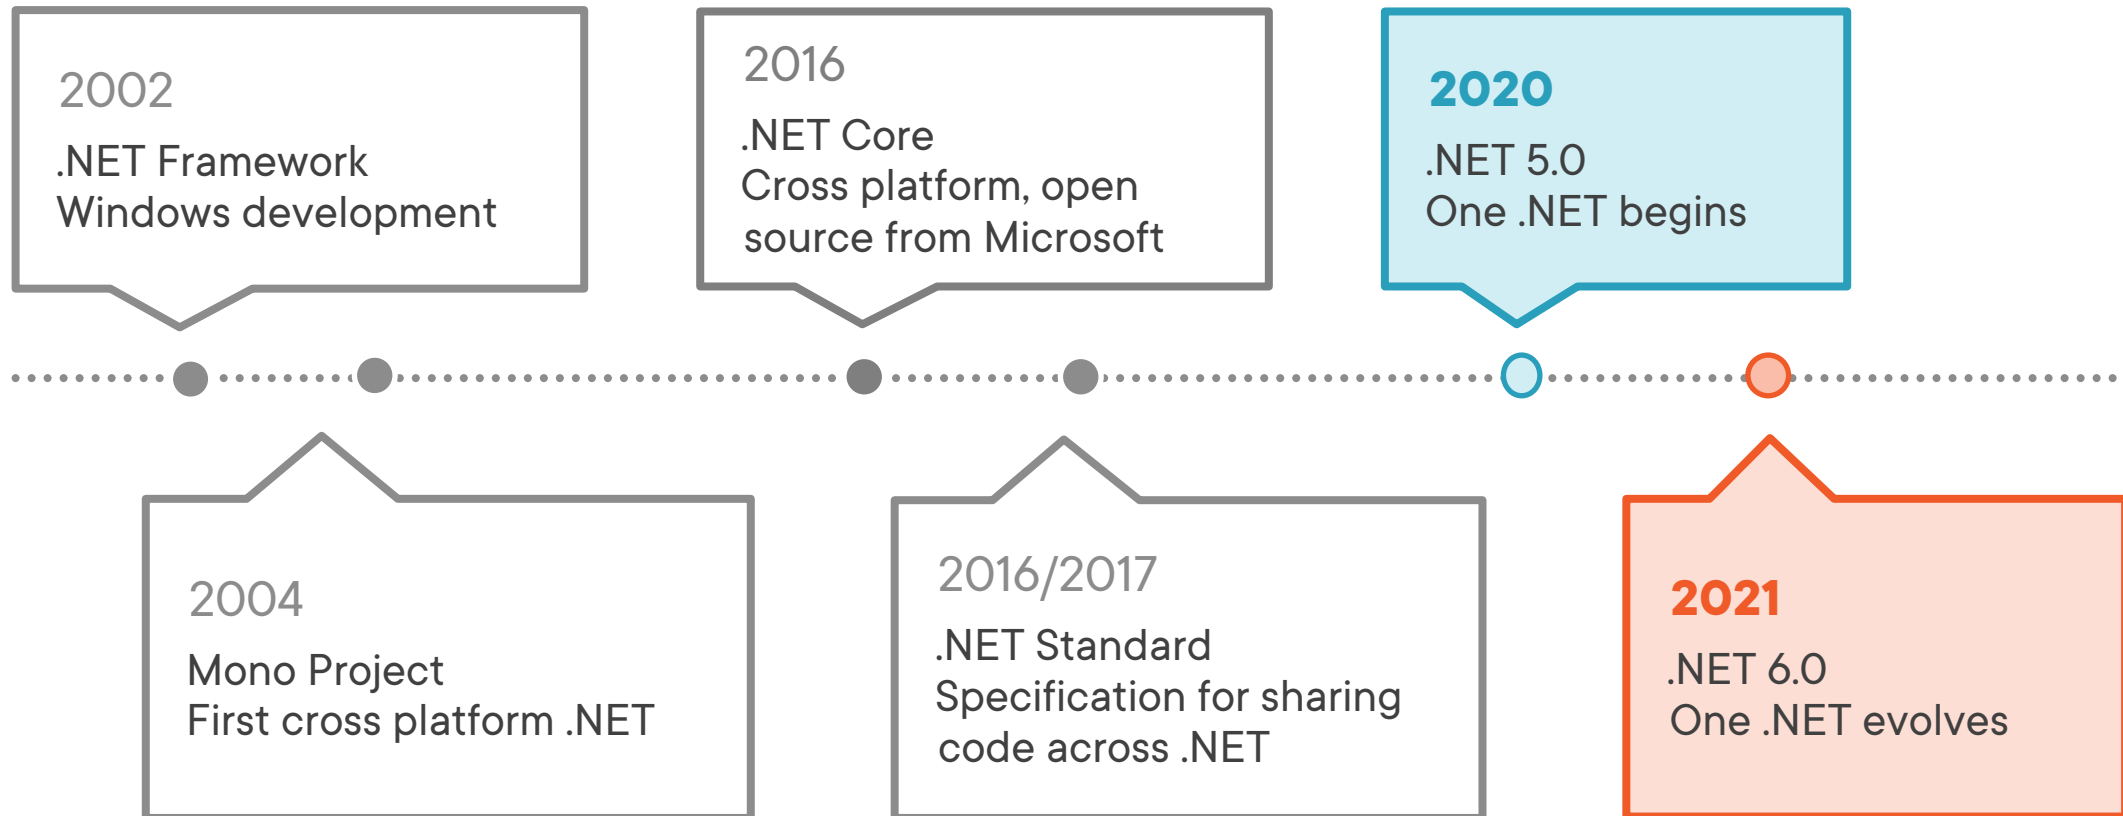 2002
.NET Framework
Windows development
2004
Mono Project
First cross platform .NET
2016
.NET Core
Cross platform, open
source from Microsoft
2016/2017
.NET Standard
Specification for sharing
code across .NET
2020
.NET 5.0
One .NET begins
2021
.NET 6.0
One .NET evolves